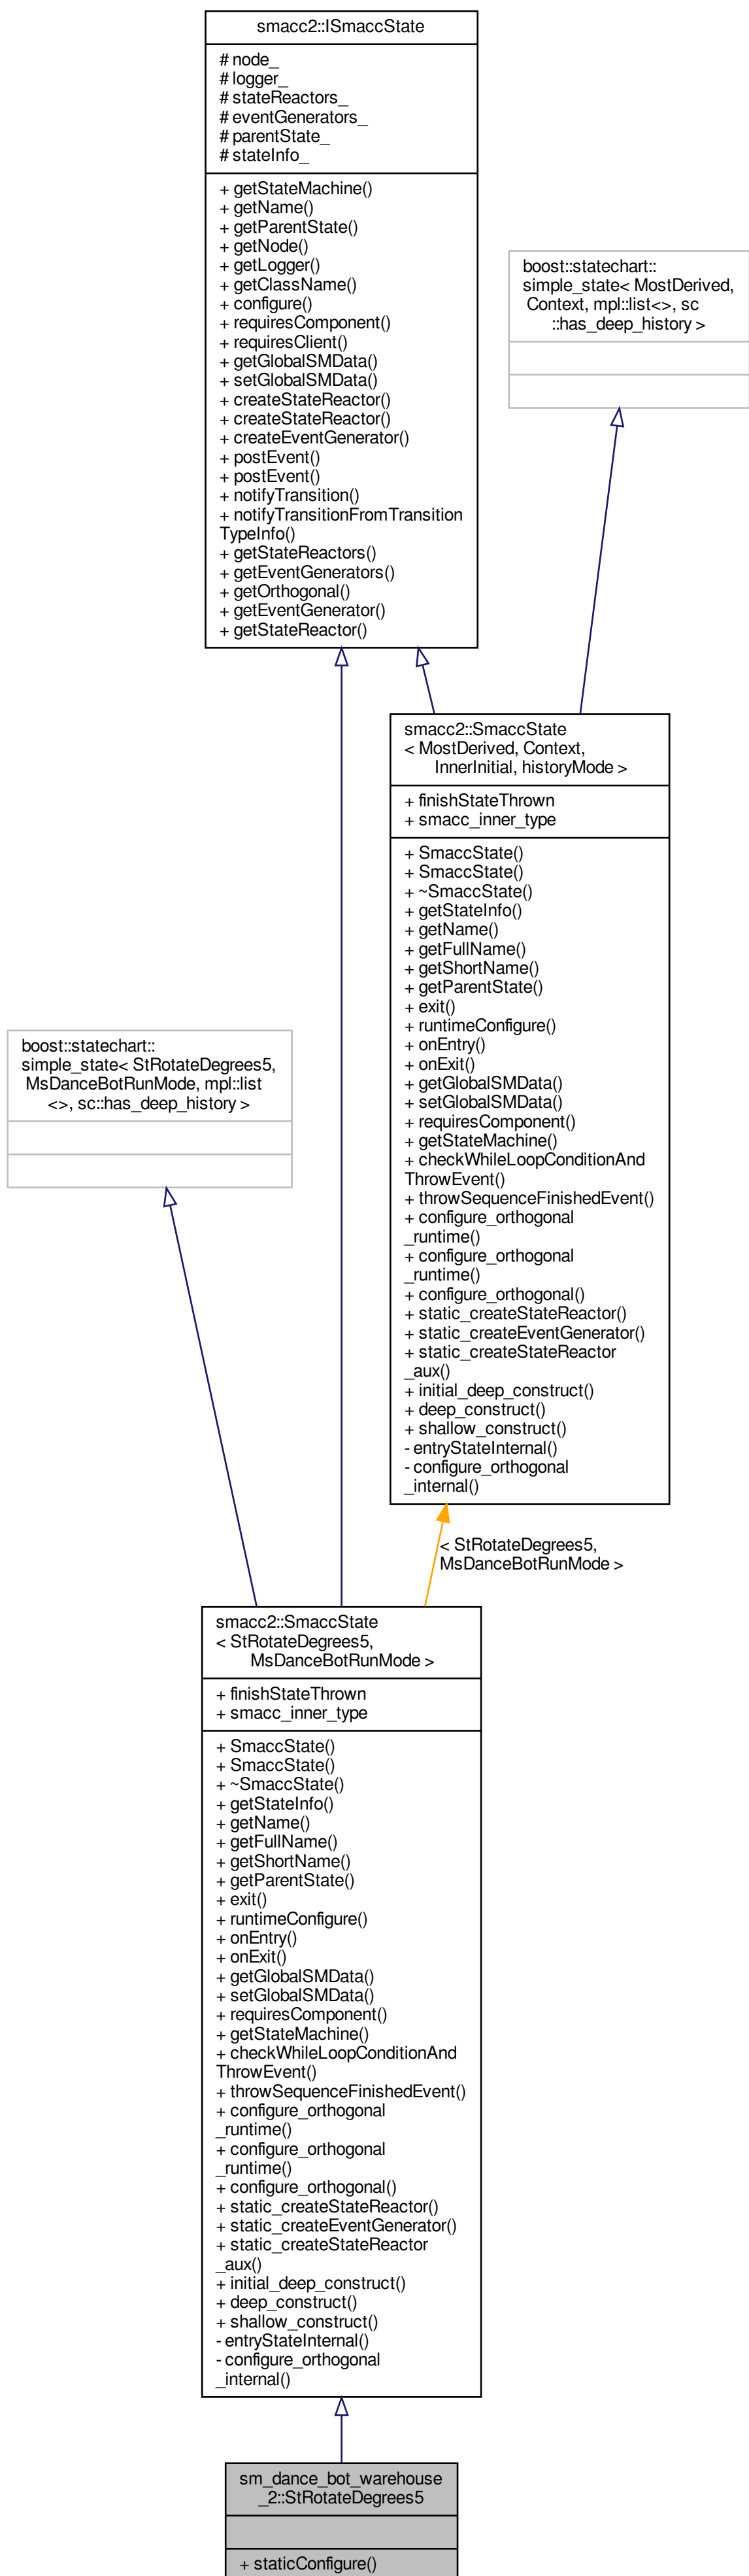 smacc2::ISmaccState
# node_
# logger_
# stateReactors_
# eventGenerators_
# parentState_
# stateInfo_
+ getStateMachine()
+ getName()
+ getParentState()
+ getNode()
+ getLogger()
+ getClassName()
+ configure()
+ requiresComponent()
+ requiresClient()
+ getGlobalSMData()
+ setGlobalSMData()
+ createStateReactor()
+ createStateReactor()
+ createEventGenerator()
+ postEvent()
+ postEvent()
+ notifyTransition()
+ notifyTransitionFromTransition
TypeInfo()
+ getStateReactors()
+ getEventGenerators()
+ getOrthogonal()
+ getEventGenerator()
+ getStateReactor()
boost::statechart::
simple_state< MostDerived,
Context, mpl::list<>, sc
::has_deep_history >
smacc2::SmaccState
< MostDerived, Context,
InnerInitial, historyMode >
+ finishStateThrown
+ smacc_inner_type
+ SmaccState()
+ SmaccState()
+ ~SmaccState()
+ getStateInfo()
+ getName()
+ getFullName()
+ getShortName()
+ getParentState()
+ exit()
+ runtimeConfigure()
+ onEntry()
+ onExit()
+ getGlobalSMData()
+ setGlobalSMData()
+ requiresComponent()
+ getStateMachine()
+ checkWhileLoopConditionAnd
ThrowEvent()
+ throwSequenceFinishedEvent()
+ configure_orthogonal
_runtime()
+ configure_orthogonal
_runtime()
+ configure_orthogonal()
+ static_createStateReactor()
+ static_createEventGenerator()
+ static_createStateReactor
_aux()
+ initial_deep_construct()
+ deep_construct()
+ shallow_construct()
- entryStateInternal()
- configure_orthogonal
_internal()
boost::statechart::
simple_state< StRotateDegrees5,
MsDanceBotRunMode, mpl::list
<>, sc::has_deep_history >
< StRotateDegrees5,
MsDanceBotRunMode >
smacc2::SmaccState
< StRotateDegrees5,
MsDanceBotRunMode >
+ finishStateThrown
+ smacc_inner_type
+ SmaccState()
+ SmaccState()
+ ~SmaccState()
+ getStateInfo()
+ getName()
+ getFullName()
+ getShortName()
+ getParentState()
+ exit()
+ runtimeConfigure()
+ onEntry()
+ onExit()
+ getGlobalSMData()
+ setGlobalSMData()
+ requiresComponent()
+ getStateMachine()
+ checkWhileLoopConditionAnd
ThrowEvent()
+ throwSequenceFinishedEvent()
+ configure_orthogonal
_runtime()
+ configure_orthogonal
_runtime()
+ configure_orthogonal()
+ static_createStateReactor()
+ static_createEventGenerator()
+ static_createStateReactor
_aux()
+ initial_deep_construct()
+ deep_construct()
+ shallow_construct()
- entryStateInternal()
- configure_orthogonal
_internal()
sm_dance_bot_warehouse
_2::StRotateDegrees5
+ staticConfigure()